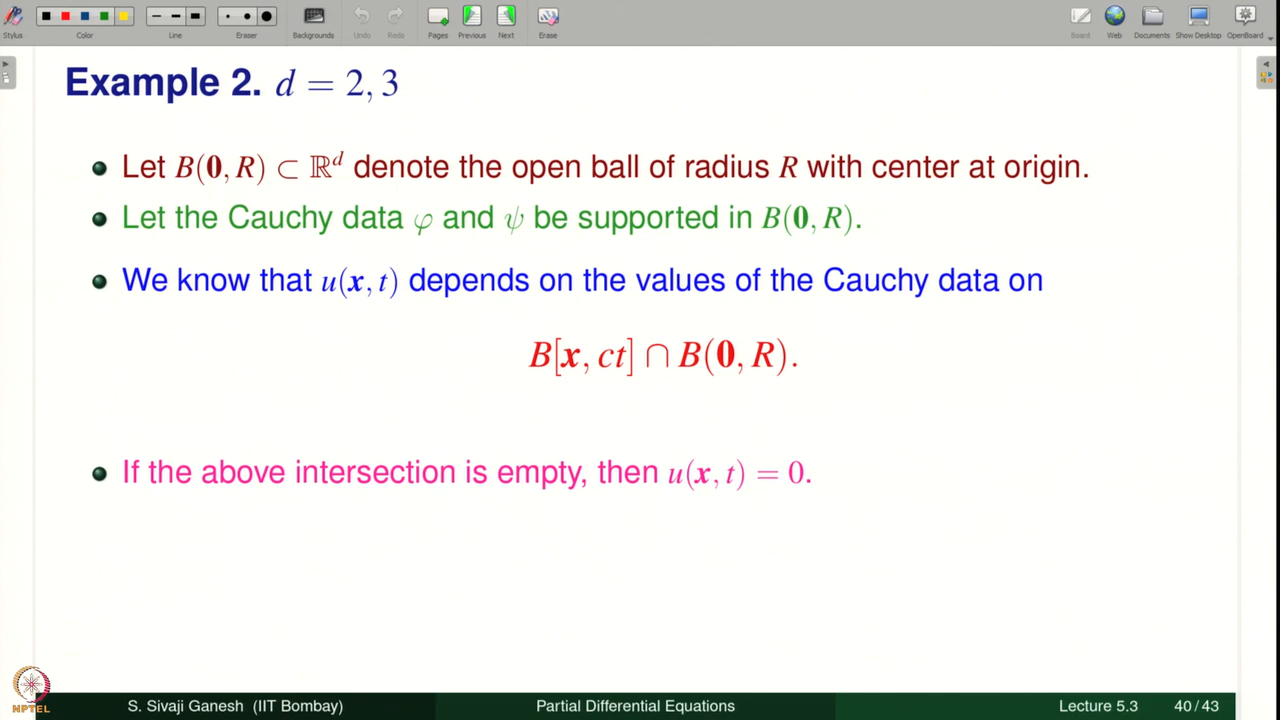 Stylus Color Line Eraser Backgrounds Undo Redo Pages Previous Next Erase Board Web Documents Show Desktop OpenBoard
Example 2. d = 2, 3
Let B(0, R) ⊂ ℝ^d denote the open ball of radius R with center at origin.
Let the Cauchy data φ and ψ be supported in B(0, R).
We know that u(x, t) depends on the values of the Cauchy data on
B[x, ct] ∩ B(0, R).
If the above intersection is empty, then u(x, t) = 0.
NPTEL
S. Sivaji Ganesh (IIT Bombay) Partial Differential Equations Lecture 5.3 40 / 43